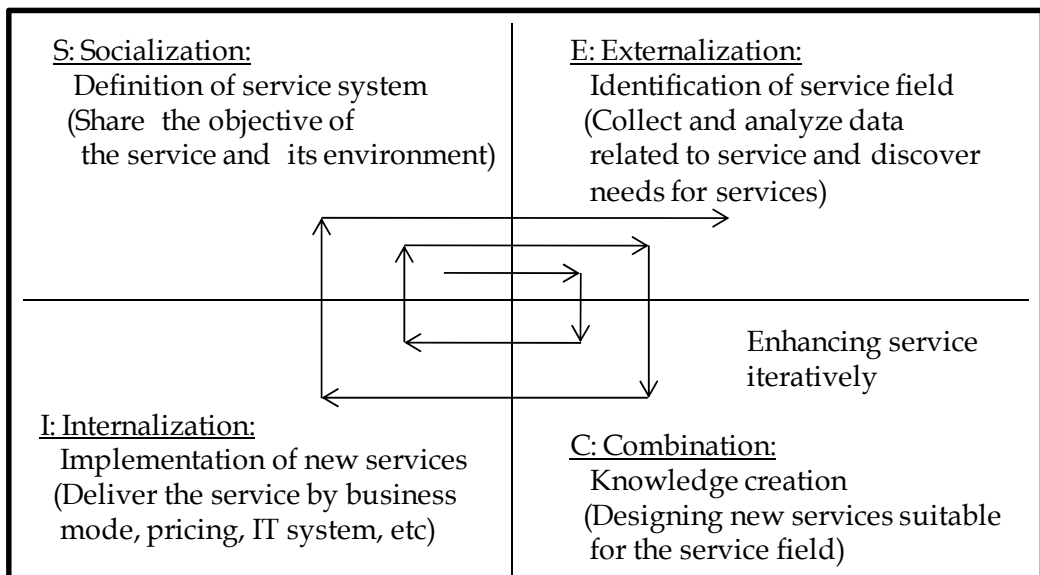 S: Socialization:
Definition of service system
(Share the objective of
the service and its environment)
E: Externalization:
Identification of service field
(Collect and analyze data
related to service and discover
needs for services)
I: Internalization:
Implementation of new services
(Deliver the service by business
mode, pricing, IT system, etc)
Enhancing service
iteratively
C: Combination:
Knowledge creation
(Designing new services suitable
for the service field)